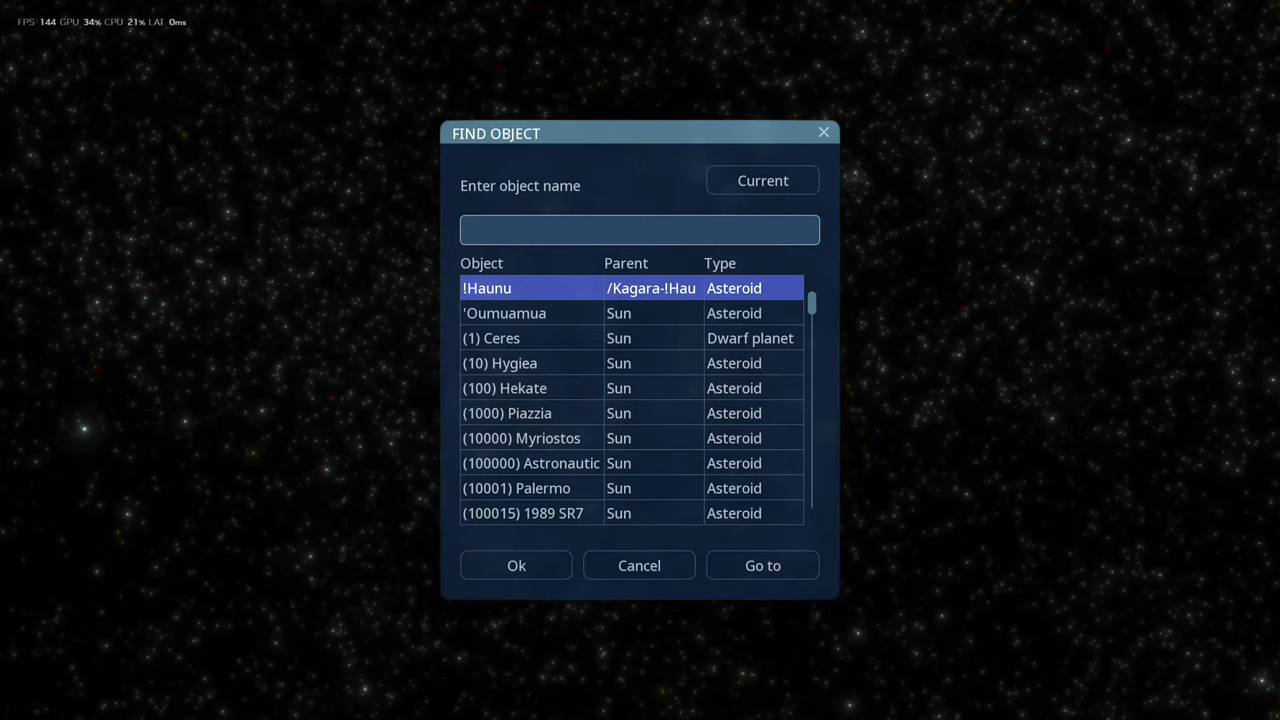 FPS 144 GPU 34% CPU 21% LAT 0ms
FIND OBJECT
Enter object name
Current
Object Parent Type
!Haunu /Kagara-!Hau Asteroid
'Oumuamua Sun Asteroid
(1) Ceres Sun Dwarf planet
(10) Hygiea Sun Asteroid
(100) Hekate Sun Asteroid
(1000) Piazzia Sun Asteroid
(10000) Myriostos Sun Asteroid
(100000) Astronautic Sun Asteroid
(10001) Palermo Sun Asteroid
(100015) 1989 SR7 Sun Asteroid
Ok Cancel Go to